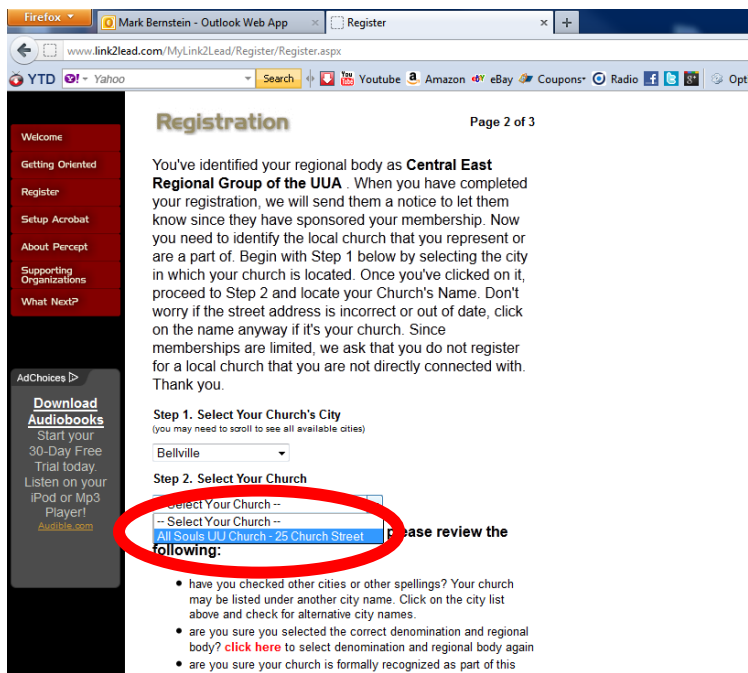 Firefox
Mark Bernstein - Outlook Web App
×
Register
×
+
www.link2lead.com/MyLink2Lead/Register/Register.aspx
YTD
Yahoo
Search
Youtube
Amazon
eBay
Coupons
Radio
Opt
Welcome
Getting Oriented
Register
Setup Acrobat
About Percept
Supporting
Organizations
What Next?
AdChoices
Download
Audiobooks
Start your
30-Day Free
Trial today.
Listen on your
iPod or Mp3
Player!
Audible.com
Registration
Page 2 of 3
You've identified your regional body as Central East
Regional Group of the UUA . When you have completed
your registration, we will send them a notice to let them
know since they have sponsored your membership. Now
you need to identify the local church that you represent or
are a part of. Begin with Step 1 below by selecting the city
in which your church is located. Once you've clicked on it,
proceed to Step 2 and locate your Church's Name. Don't
worry if the street address is incorrect or out of date, click
on the name anyway if it's your church. Since
memberships are limited, we ask that you do not register
for a local church that you are not directly connected with.
Thank you.
Step 1. Select Your Church's City
(you may need to scroll to see all available cities)
Bellville
Step 2. Select Your Church
-- Select Your Church --
-- Select Your Church --
All Souls UU Church - 25 Church Street
please review the
following:
• have you checked other cities or other spellings? Your church
may be listed under another city name. Click on the city list
above and check for alternative city names.
• are you sure you selected the correct denomination and regional
body? click here to select denomination and regional body again
• are you sure your church is formally recognized as part of this